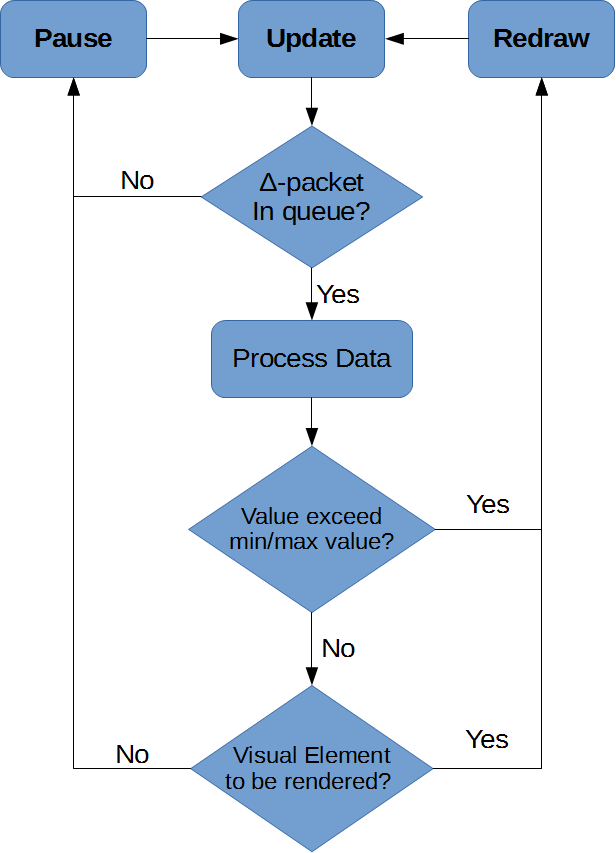 Pause
Update
Redraw
No
Δ-packet
In queue?
Yes
Process Data
Value exceed
min/max value?
Yes
No
No
Visual Element
to be rendered?
Yes